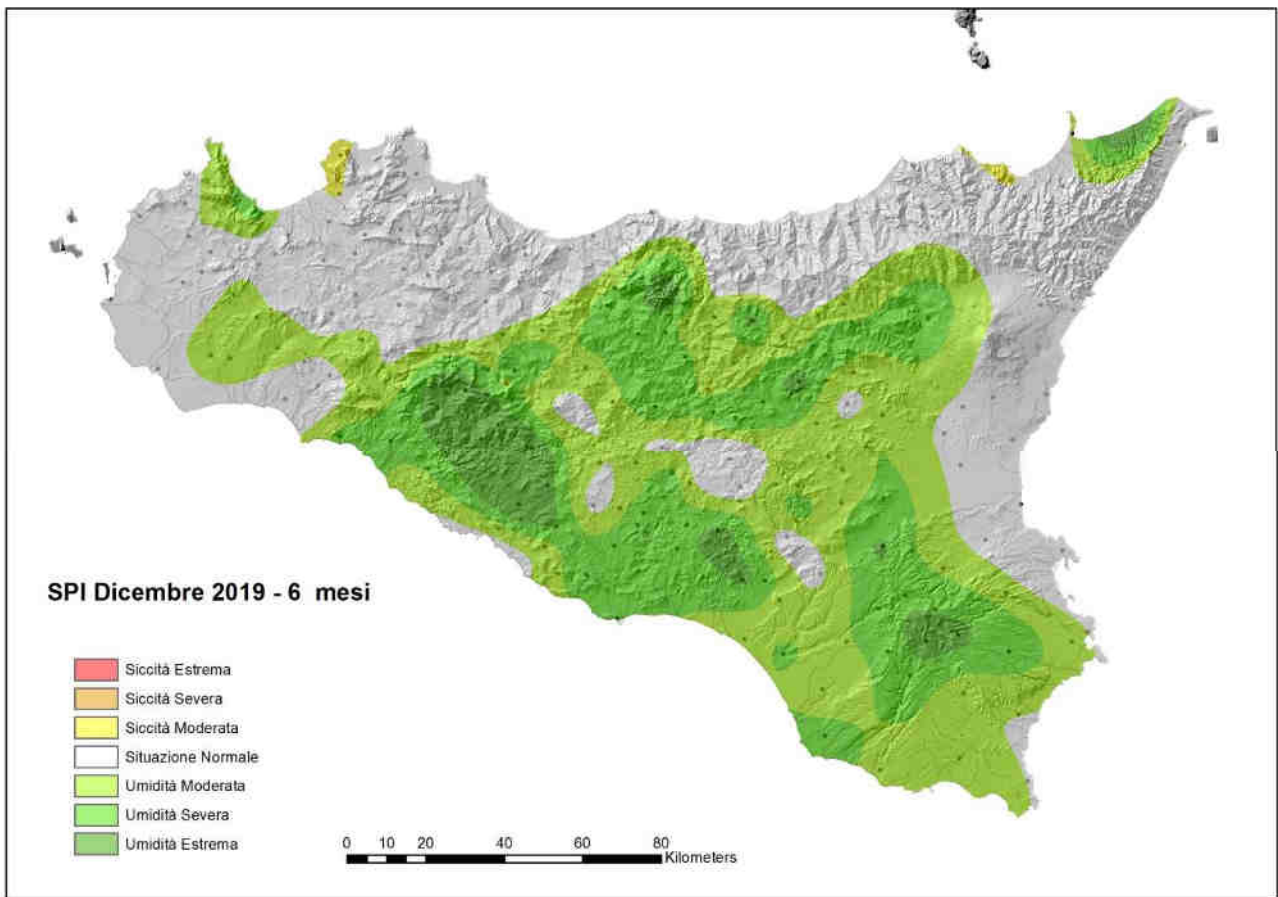 SPI Dicembre 2019 - 6 mesi
Siccità Estrema
Siccità Severa
Siccità Moderata
Situazione Normale
Umidità Moderata
Umidità Severa
Umidità Estrema
0 10 20 40 60 80
Kilometers